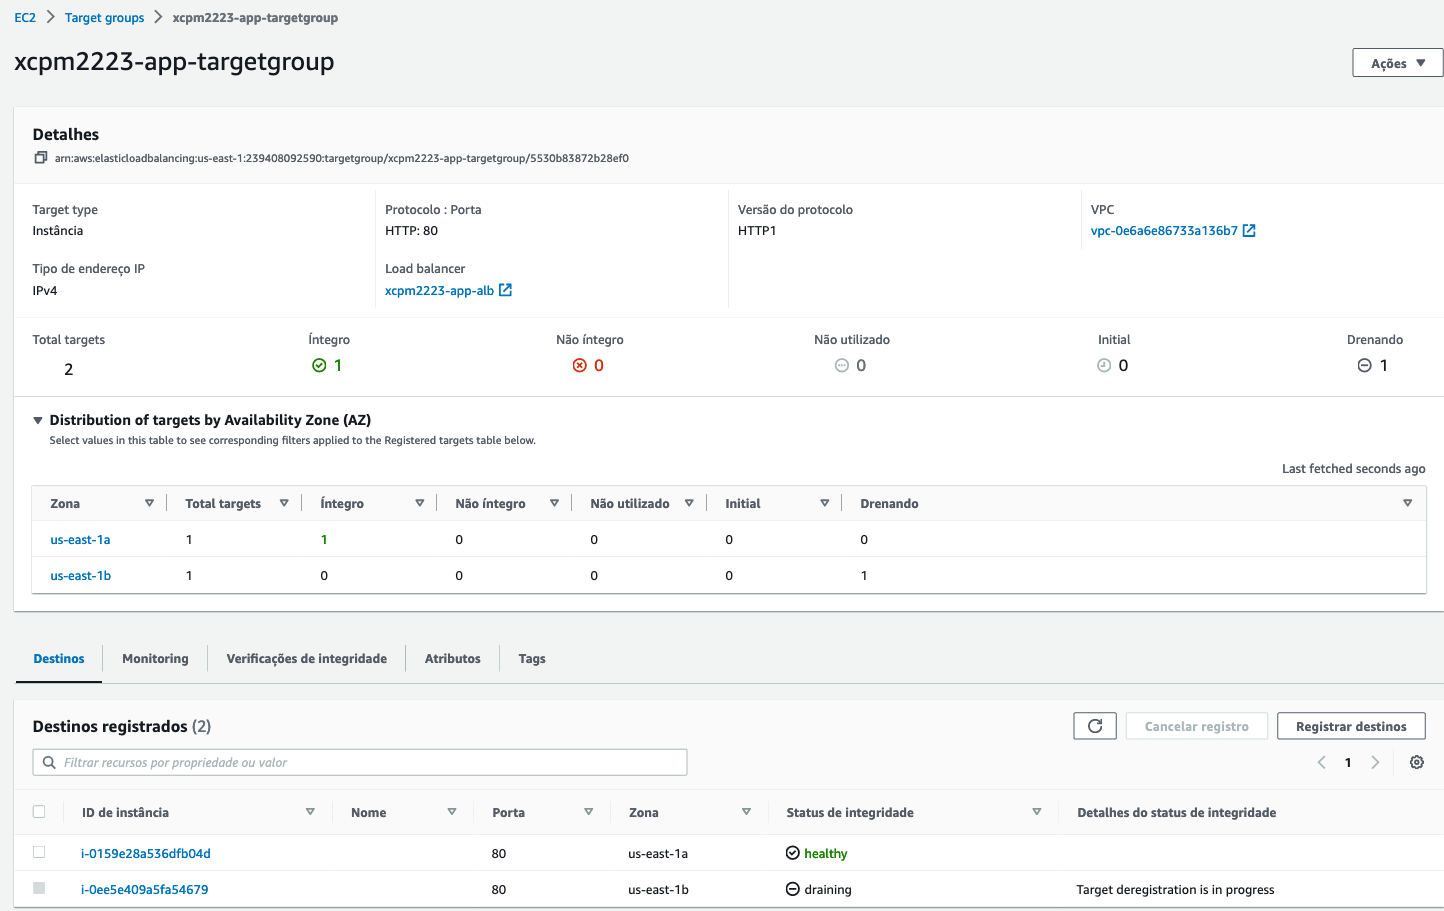 EC2 > Target groups > xcpm2223-app-targetgroup
xcpm2223-app-targetgroup
Ações
Detalhes
arn:aws:elasticloadbalancing:us-east-1:239408092590:targetgroup/xcpm2223-app-targetgroup/5530b83872b28ef0
Target type Protocolo : Porta Versão do protocolo VPC
Instância HTTP: 80 HTTP1 vpc-0e6a6e86733a136b7
Tipo de endereço IP Load balancer
IPv4 xcpm2223-app-alb
Total targets Íntegro Não íntegro Não utilizado Initial Drenando
2 1 0 0 0 1
Distribution of targets by Availability Zone (AZ)
Select values in this table to see corresponding filters applied to the Registered targets table below.
Last fetched seconds ago
Zona Total targets Íntegro Não íntegro Não utilizado Initial Drenando
us-east-1a 1 1 0 0 0 0
us-east-1b 1 0 0 0 0 1
Destinos Monitoring Verificações de integridade Atributos Tags
Destinos registrados (2) Cancelar registro Registrar destinos
Filtrar recursos por propriedade ou valor 1
ID de instância Nome Porta Zona Status de integridade Detalhes do status de integridade
i-0159e28a536dfb04d 80 us-east-1a healthy
i-0ee5e409a5fa54679 80 us-east-1b draining Target deregistration is in progress